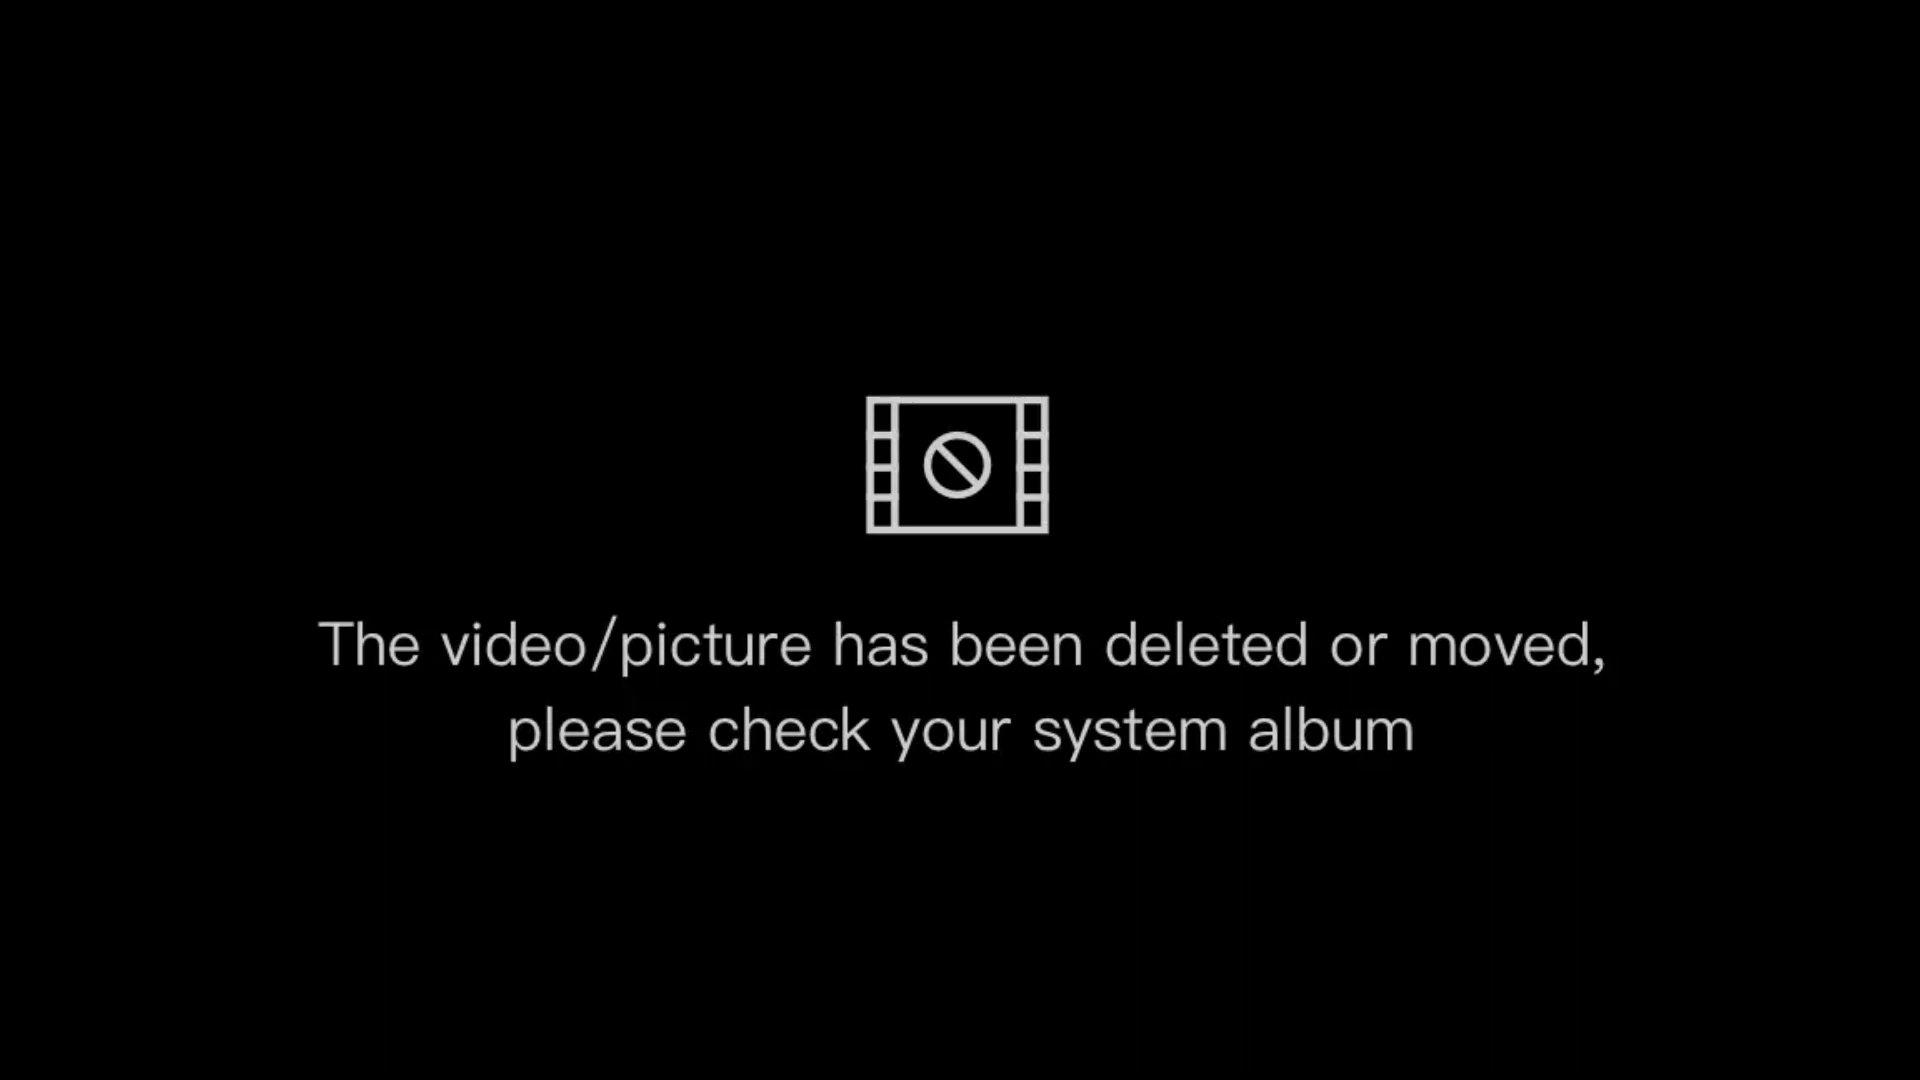 The video/picture has been deleted or moved,
please check your system album